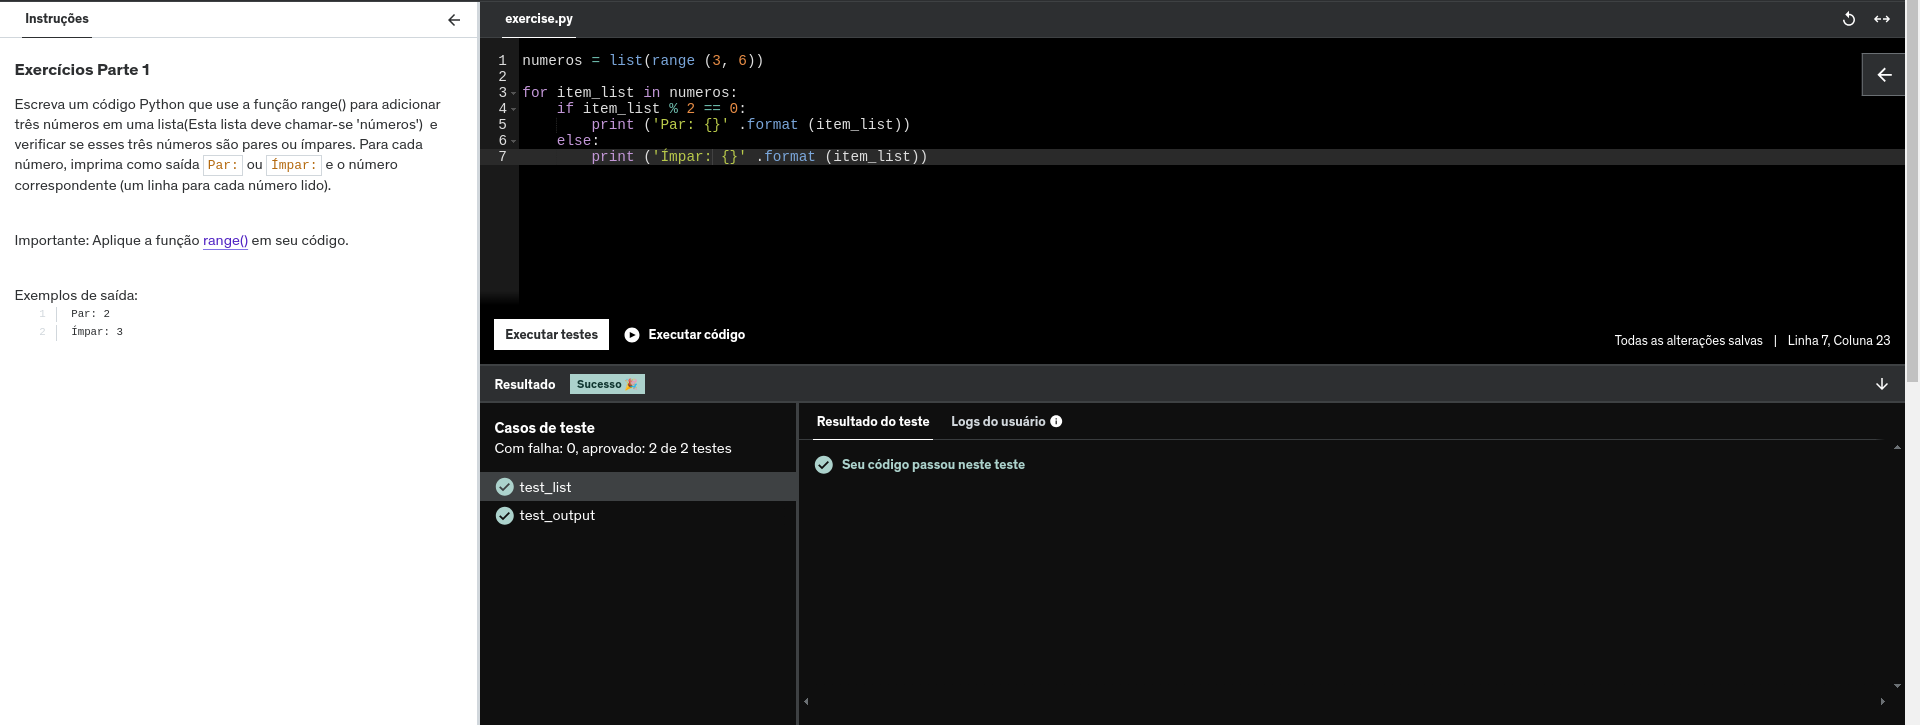 Instruções
Exercícios Parte 1
Escreva um código Python que use a função range() para adicionar
três números em uma lista(Esta lista deve chamar-se 'números')  e
verificar se esses três números são pares ou ímpares. Para cada
número, imprima como saída Par: ou Ímpar: e o número
correspondente (um linha para cada número lido).
Importante: Aplique a função range() em seu código.
Exemplos de saída:
1 Par: 2
2 Ímpar: 3
exercise.py
1 numeros = list(range (3, 6))
2
3 for item_list in numeros:
4     if item_list % 2 == 0:
5         print ('Par: {}' .format (item_list))
6     else:
7         print ('Ímpar: {}' .format (item_list))
Executar testes Executar código
Todas as alterações salvas | Linha 7, Coluna 23
Resultado Sucesso 🎉
Casos de teste
Com falha: 0, aprovado: 2 de 2 testes
test_list
test_output
Resultado do teste Logs do usuário
Seu código passou neste teste